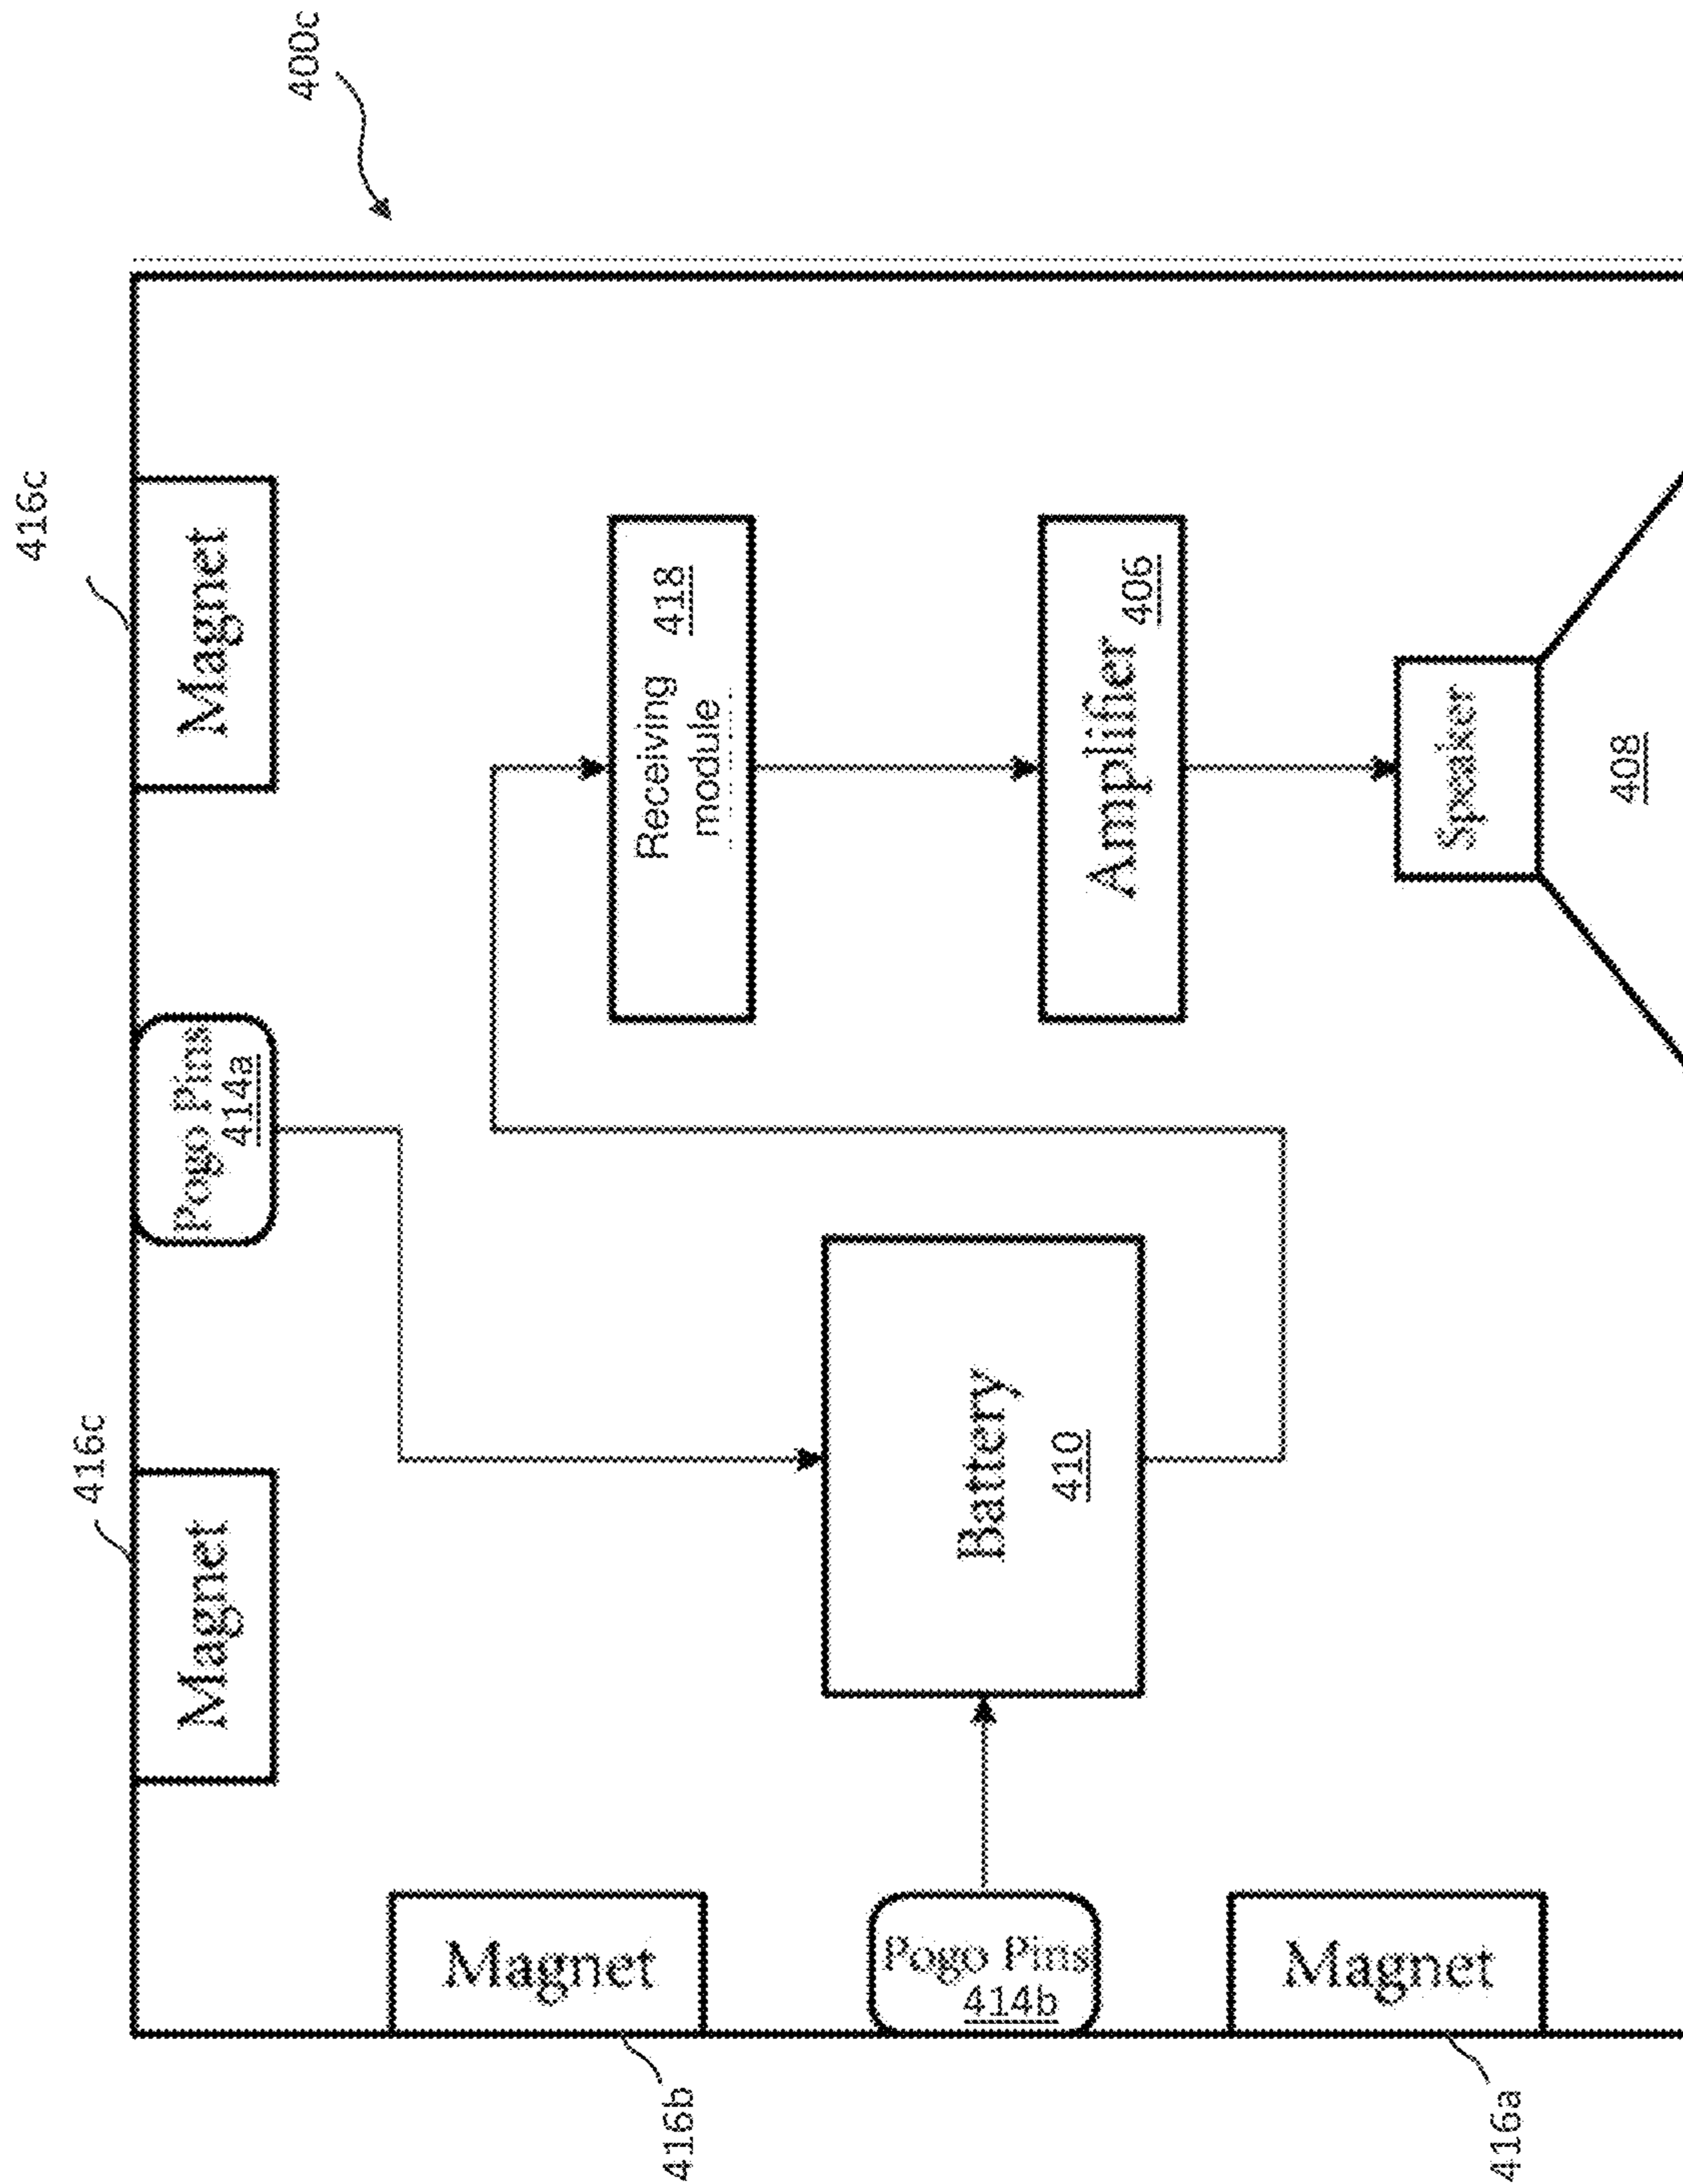 400c
416c
Magnet
416c
Magnet
Pogo Pins
414a
Receiving
module
418
Amplifier
406
Speaker
408
Battery
410
Magnet
416b
Pogo Pins
414b
Magnet
416a